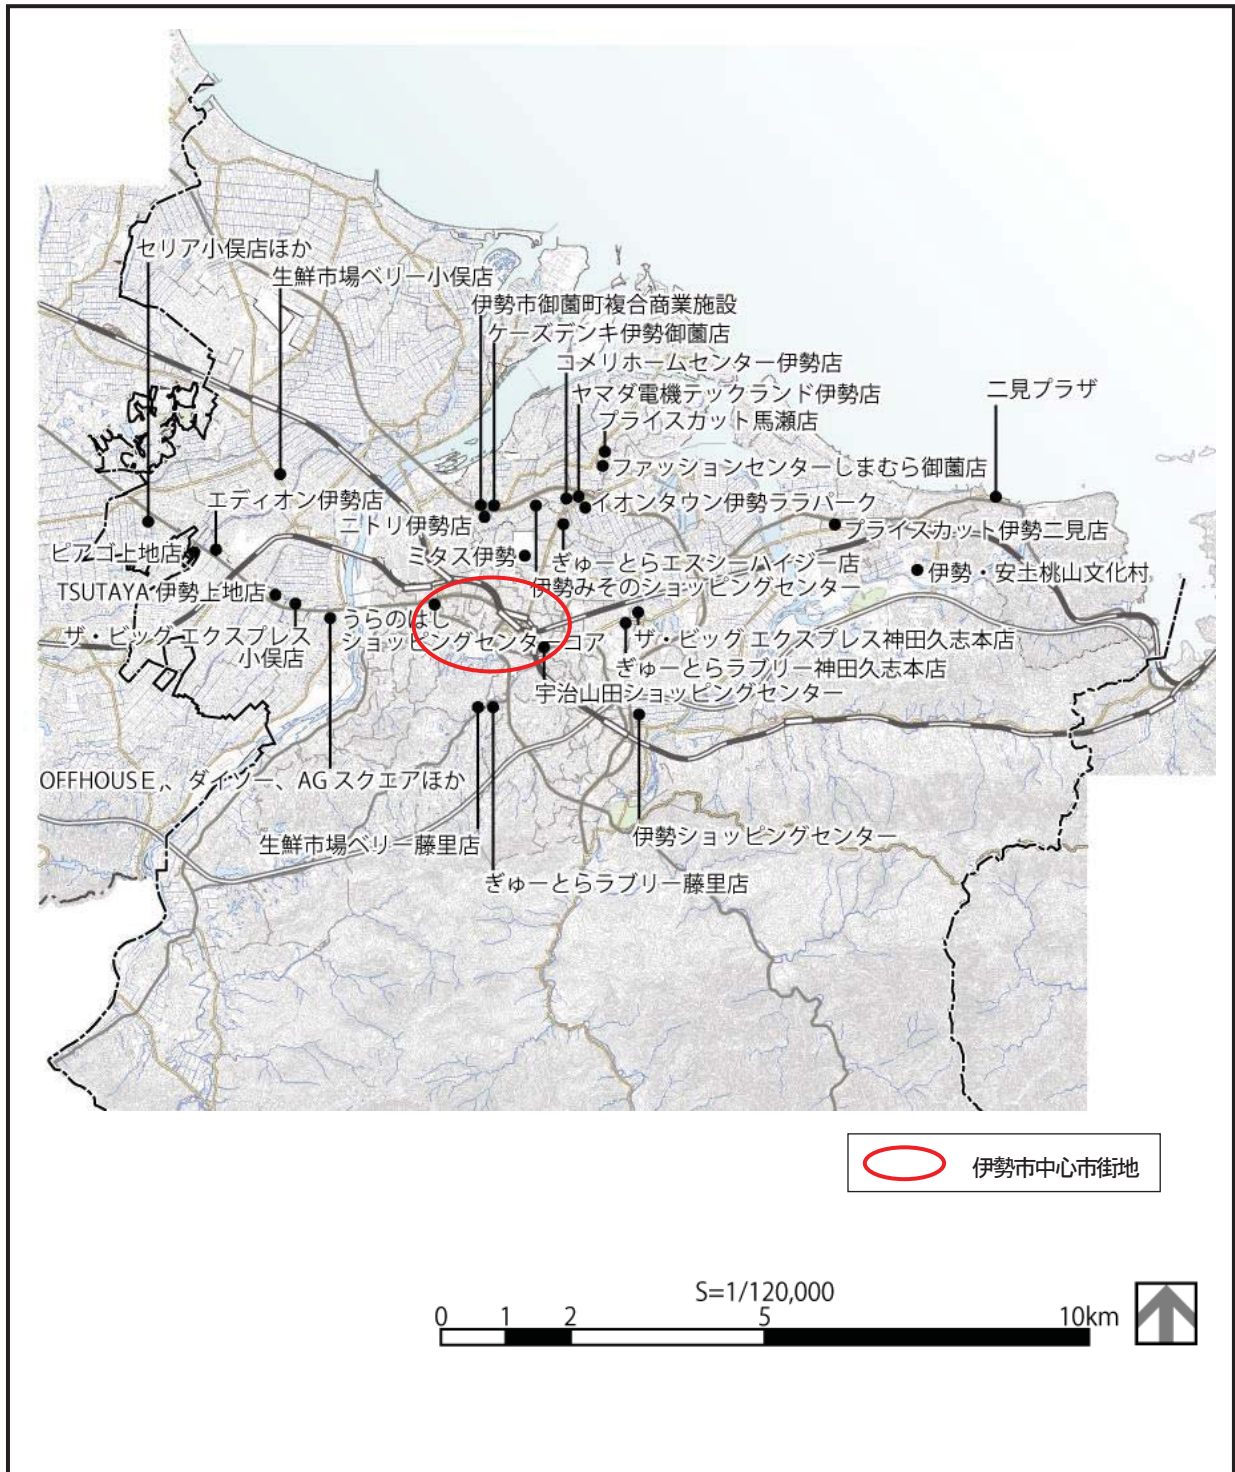 セリア小俣店ほか
生鮮市場ベリー小俣店
伊勢市御薗町複合商業施設
ケーズデンキ伊勢御薗店
コメリホームセンター伊勢店
ヤマダ電機テックランド伊勢店
プライスカット馬瀬店
二見プラザ
ファッションセンターしまむら御薗店
エディオン伊勢店
イオンタウン伊勢ララパーク
ニトリ伊勢店
プライスカット伊勢二見店
ピアゴ上地店
ミタス伊勢
ぎゅーとらエスシーハイジー店
伊勢・安土桃山文化村
TSUTAYA 伊勢上地店
伊勢みそのショッピングセンター
うらのはし
ショッピングセンターコア
ザ・ビッグ エクスプレス
小俣店
ザ・ビッグ エクスプレス神田久志本店
ぎゅーとらラブリー神田久志本店
宇治山田ショッピングセンター
OFFHOUSE,、ダイソー、AGスクエアほか
生鮮市場ベリー藤里店
伊勢ショッピングセンター
ぎゅーとらラブリー藤里店
伊勢市中心市街地
S=1/120,000
0 1 2 5 10km